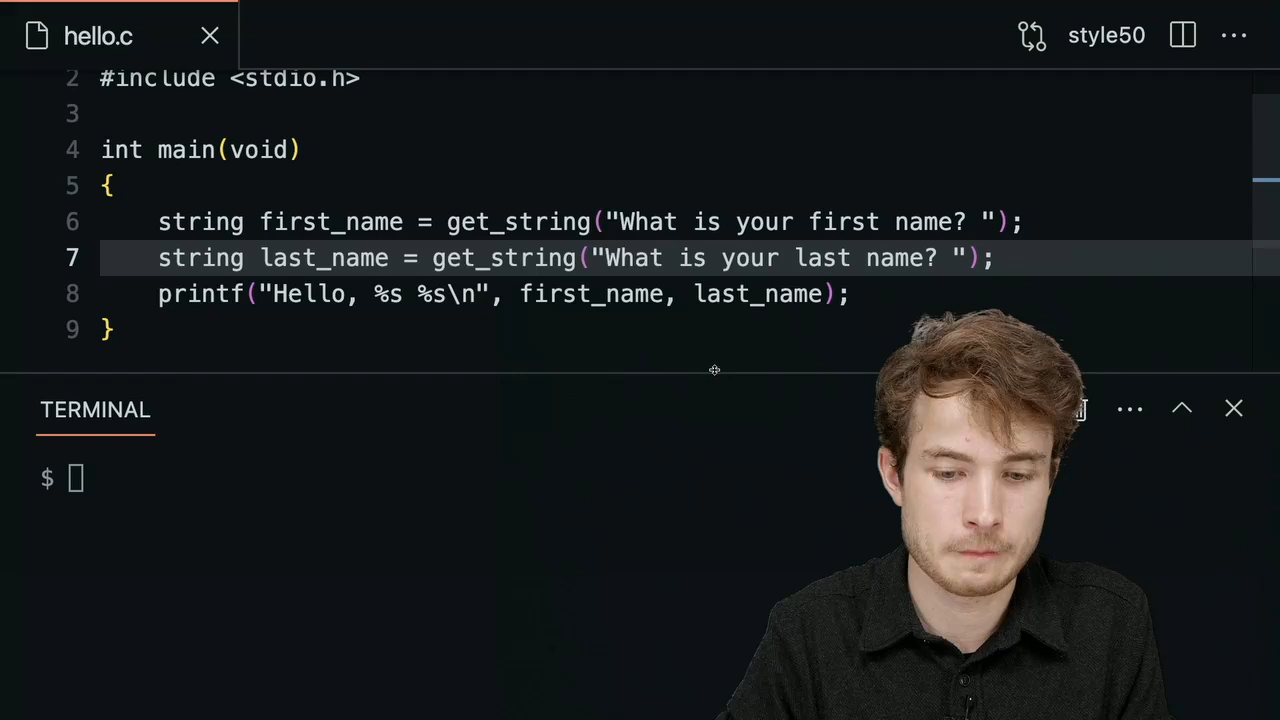 hello.c
style50
2 #include <stdio.h>
3
4 int main(void)
5 {
6 string first_name = get_string("What is your first name? ");
7 string last_name = get_string("What is your last name? ");
8 printf("Hello, %s %s\n", first_name, last_name);
9 }
TERMINAL
$